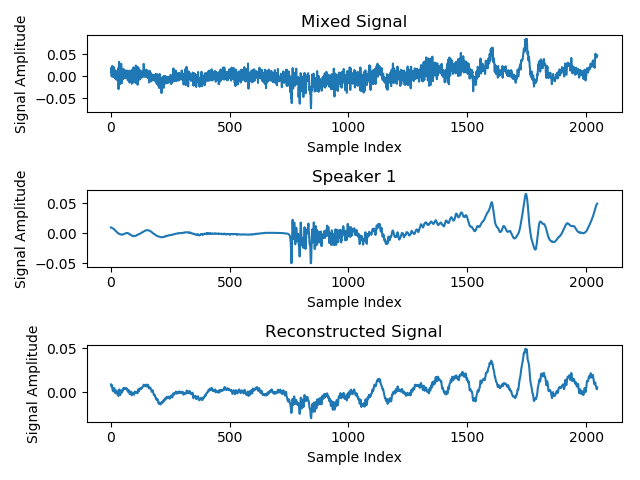 Mixed Signal
Signal Amplitude
0.05
0.00
−0.05
0 500 1000 1500 2000
Sample Index
Speaker 1
Signal Amplitude
0.05
0.00
−0.05
0 500 1000 1500 2000
Sample Index
Reconstructed Signal
Signal Amplitude
0.05
0.00
0 500 1000 1500 2000
Sample Index